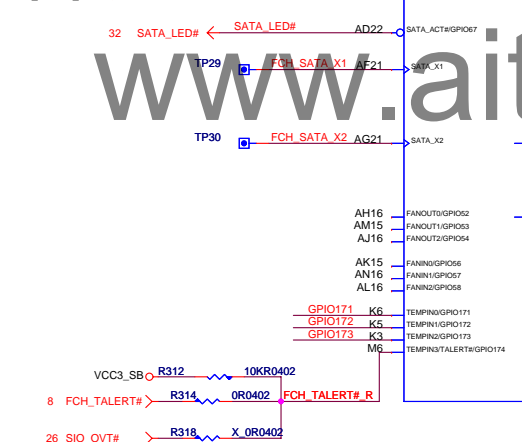 32 SATA_LED# SATA_LED# AD22 SATA_ACT#/GPIO67
TP29 FCH_SATA_X1 AF21 SATA_X1
www.ait
TP30 FCH_SATA_X2 AG21 SATA_X2
AH16 FANOUT0/GPIO52
AM15 FANOUT1/GPIO53
AJ16 FANOUT2/GPIO54
AK15 FANIN0/GPIO56
AN16 FANIN1/GPIO57
AL16 FANIN2/GPIO58
GPIO171 K6 TEMPIN0/GPIO171
GPIO172 K5 TEMPIN1/GPIO172
GPIO173 K3 TEMPIN2/GPIO173
M6 TEMPIN3/TALERT#/GPIO174
VCC3_SB R312 10KR0402
8 FCH_TALERT# R314 0R0402 FCH_TALERT#_R
26 SIO_OVT# R318 X_0R0402